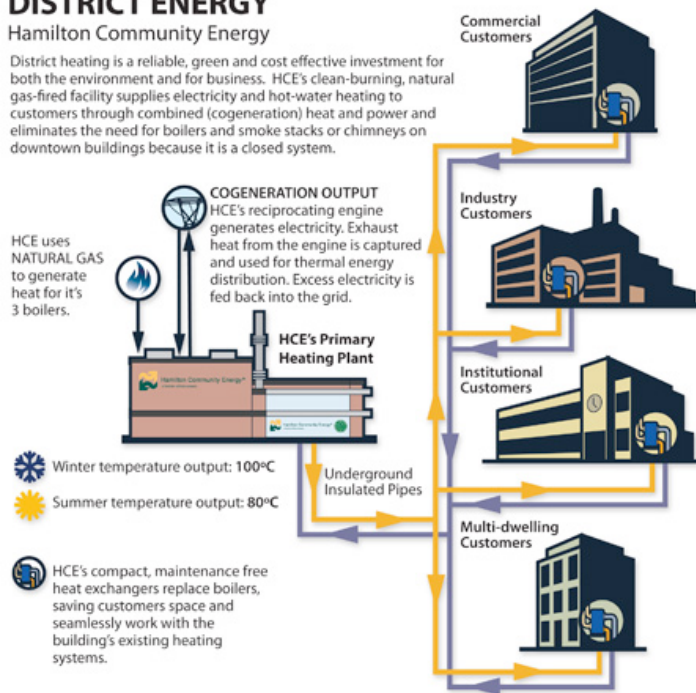 DISTRICT ENERGY
Hamilton Community Energy
District heating is a reliable, green and cost effective investment for
both the environment and for business. HCE's clean-burning, natural
gas-fired facility supplies electricity and hot-water heating to
customers through combined (cogeneration) heat and power and
eliminates the need for boilers and smoke stacks or chimneys on
downtown buildings because it is a closed system.
Commercial
Customers
COGENERATION OUTPUT
HCE's reciprocating engine
generates electricity. Exhaust
heat from the engine is captured
and used for thermal energy
distribution. Excess electricity is
fed back into the grid.
HCE uses
NATURAL GAS
to generate
heat for it's
3 boilers.
Industry
Customers
HCE's Primary
Heating Plant
Hamilton Community Energy
Hamilton Community Energy
Institutional
Customers
Winter temperature output: 100ºC
Summer temperature output: 80ºC
Underground
Insulated Pipes
Multi-dwelling
Customers
HCE's compact, maintenance free
heat exchangers replace boilers,
saving customers space and
seamlessly work with the
building's existing heating
systems.